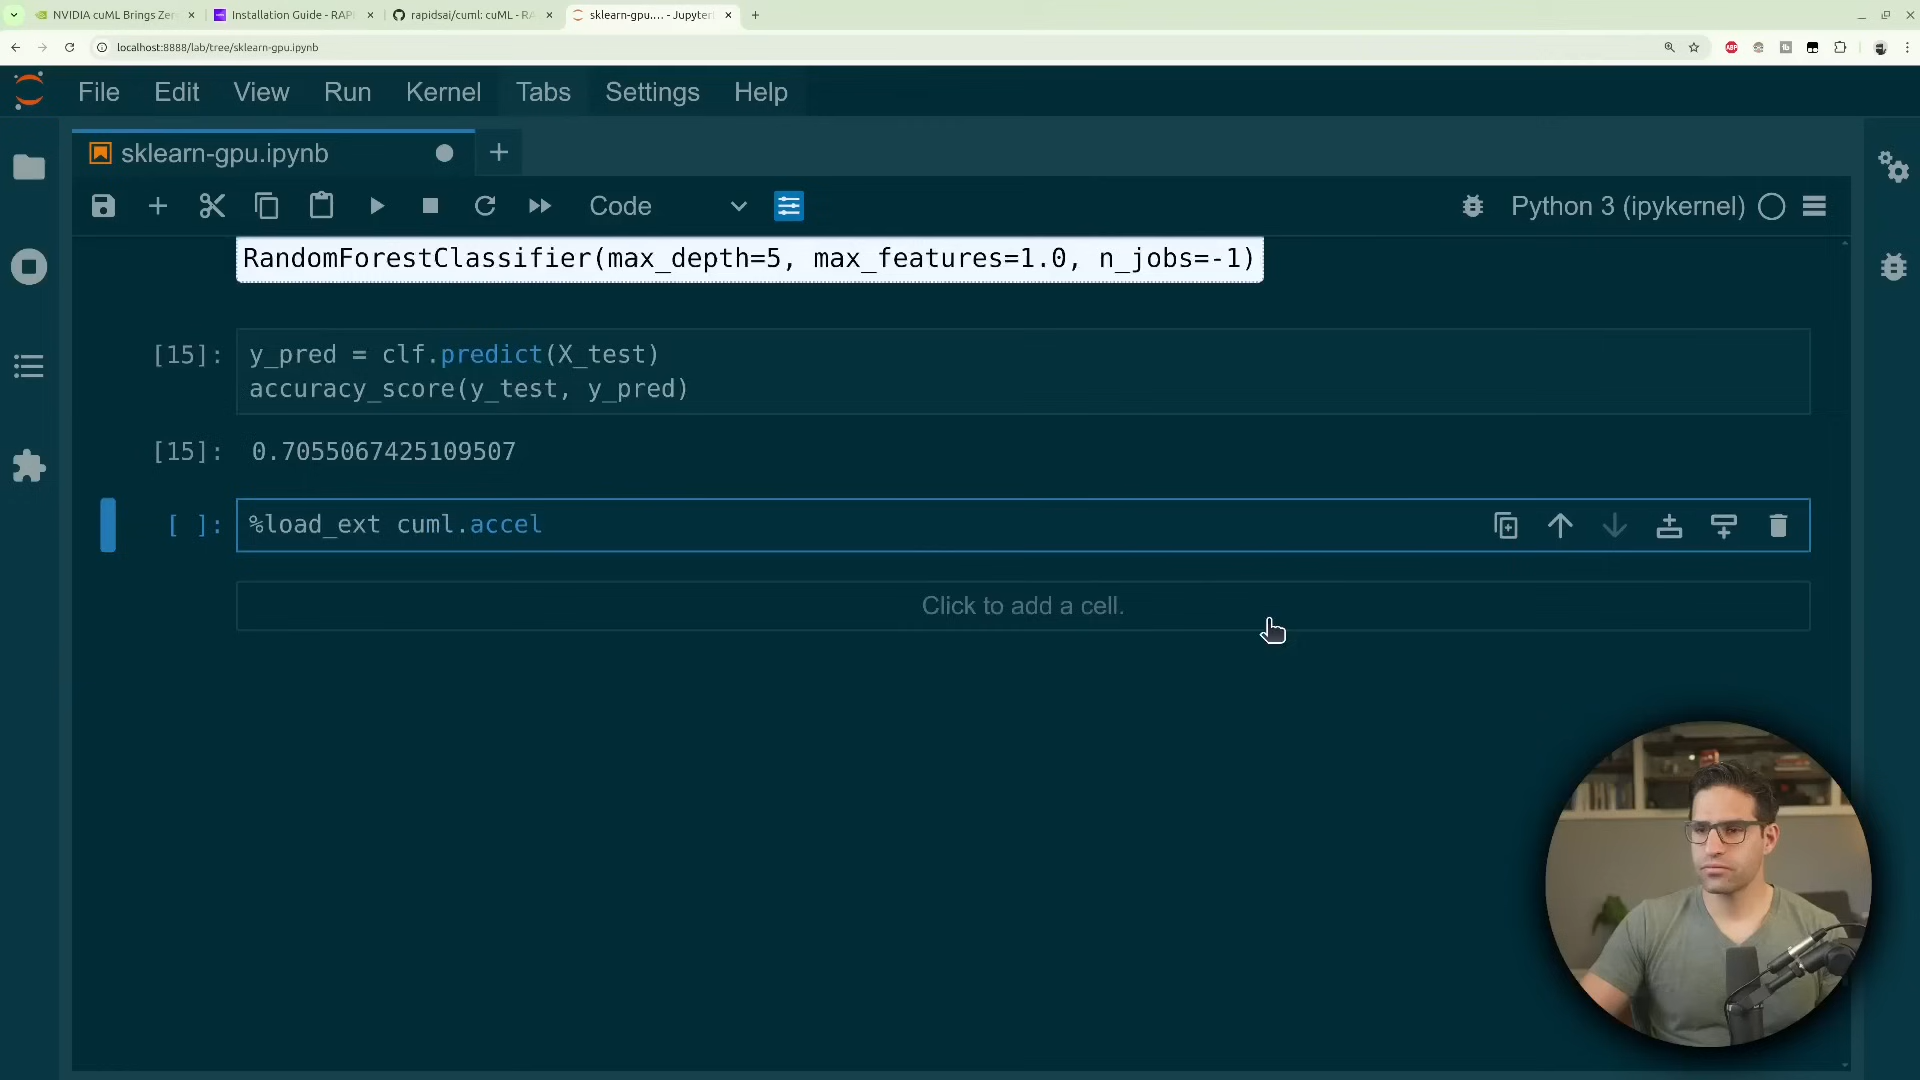 NVIDIA cuML Brings Zer
Installation Guide - RAPI
rapidsai/cuml: cuML - RA
sklearn-gpu.... - Jupyter
localhost:8888/lab/tree/sklearn-gpu.ipynb
ABP
File Edit View Run Kernel Tabs Settings Help
sklearn-gpu.ipynb
Code
Python 3 (ipykernel)
RandomForestClassifier(max_depth=5, max_features=1.0, n_jobs=-1)
[15]: y_pred = clf.predict(X_test)
accuracy_score(y_test, y_pred)
[15]: 0.7055067425109507
[ ]: %load_ext cuml.accel
Click to add a cell.